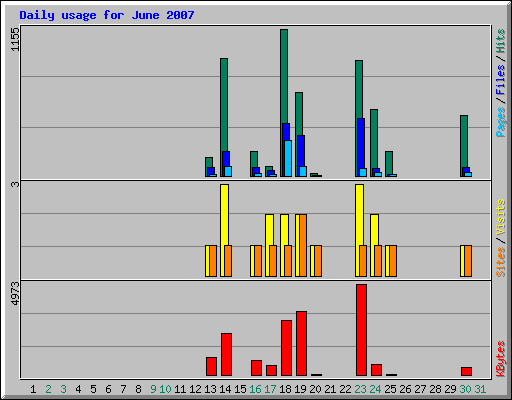 Daily usage for June 2007
1155
3
4973
Pages / Files / Hits
Sites / Visits
KBytes
1 2 3 4 5 6 7 8 9 10 11 12 13 14 15 16 17 18 19 20 21 22 23 24 25 26 27 28 29 30 31